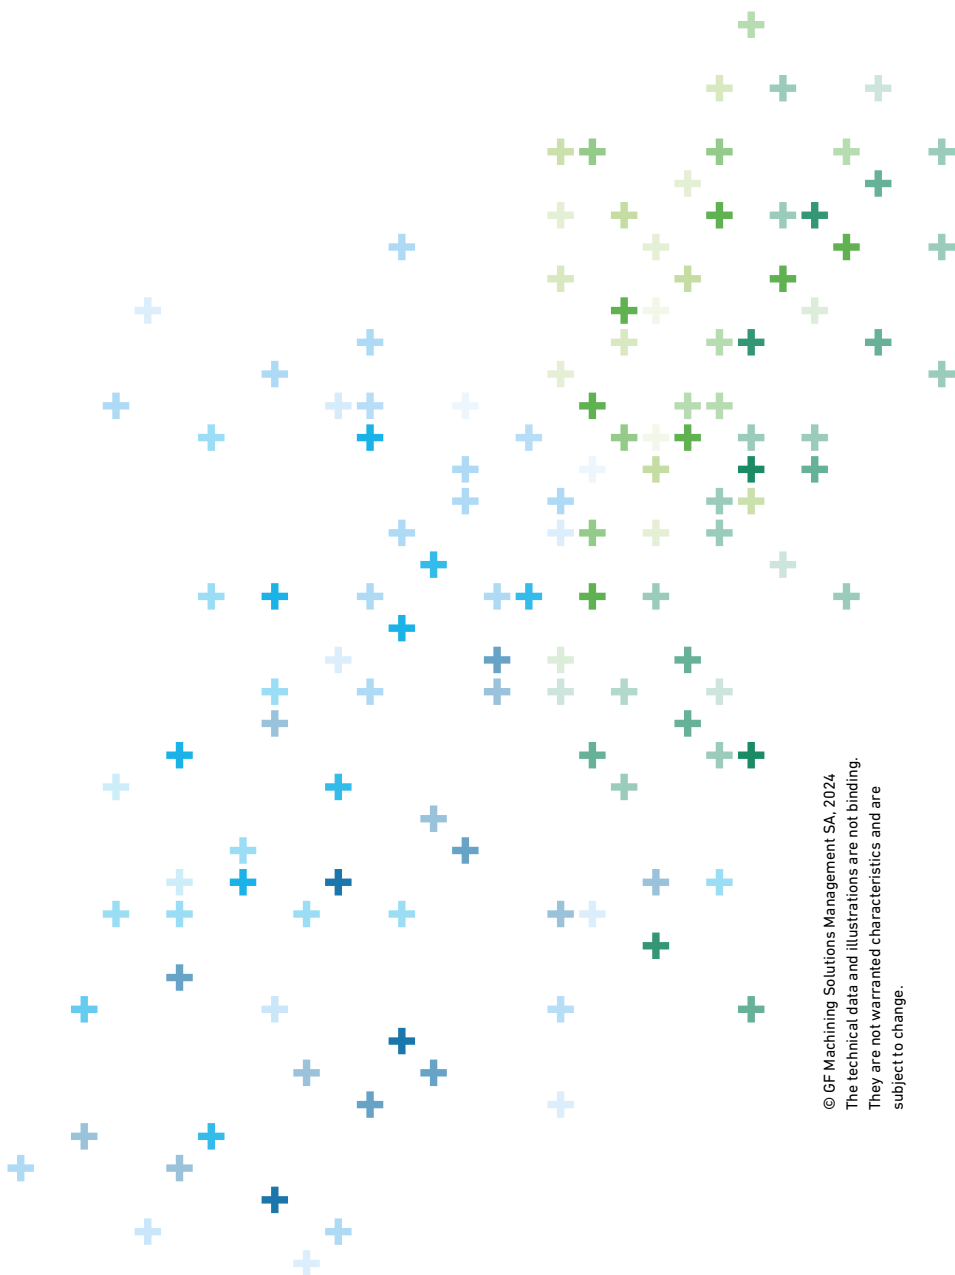 © GF Machining Solutions Management SA, 2024
The technical data and illustrations are not binding.
They are not warranted characteristics and are
subject to change.